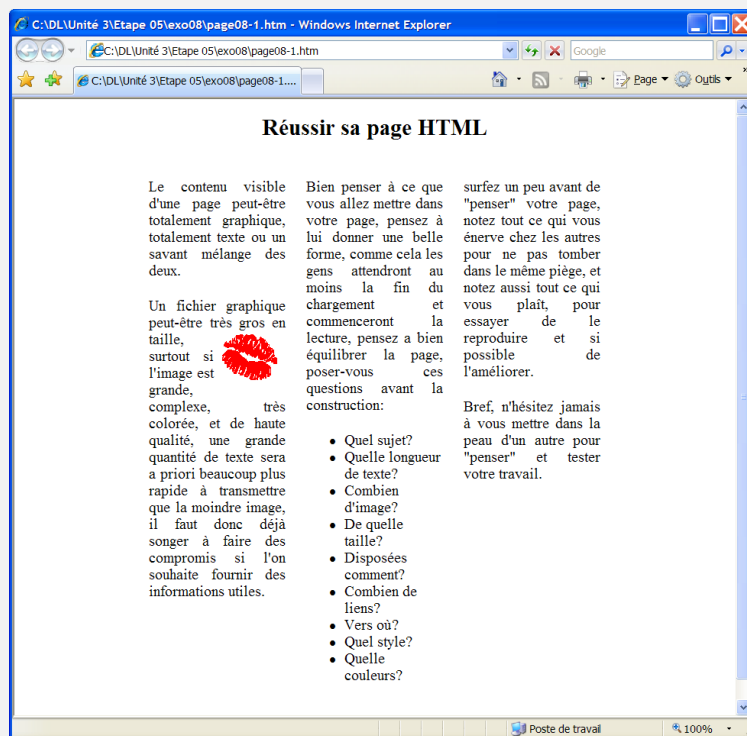 C:\DL\Unité 3\Etape 05\exo08\page08-1.htm - Windows Internet Explorer
C:\DL\Unité 3\Etape 05\exo08\page08-1.htm
Google
C:\DL\Unité 3\Etape 05\exo08\page08-1....
Page
Outils
»
Réussir sa page HTML
Le contenu visible
d'une page peut-être
totalement graphique,
totalement texte ou un
savant mélange des
deux.
Un fichier graphique
peut-être très gros en
taille,
surtout si
l'image est
grande,
complexe, très
colorée, et de haute
qualité, une grande
quantité de texte sera
a priori beaucoup plus
rapide à transmettre
que la moindre image,
il faut donc déjà
songer à faire des
compromis si l'on
souhaite fournir des
informations utiles.
Bien penser à ce que
vous allez mettre dans
votre page, pensez à
lui donner une belle
forme, comme cela les
gens attendront au
moins la fin du
chargement et
commenceront la
lecture, pensez a bien
équilibrer la page,
poser-vous ces
questions avant la
construction:
• Quel sujet?
• Quelle longueur
de texte?
• Combien
d'image?
• De quelle
taille?
• Disposées
comment?
• Combien de
liens?
• Vers où?
• Quel style?
• Quelle
couleurs?
surfez un peu avant de
"penser" votre page,
notez tout ce qui vous
énerve chez les autres
pour ne pas tomber
dans le même piège, et
notez aussi tout ce qui
vous plaît, pour
essayer de le
reproduire et si
possible de
l'améliorer.
Bref, n'hésitez jamais
à vous mettre dans la
peau d'un autre pour
"penser" et tester
votre travail.
Poste de travail
100%